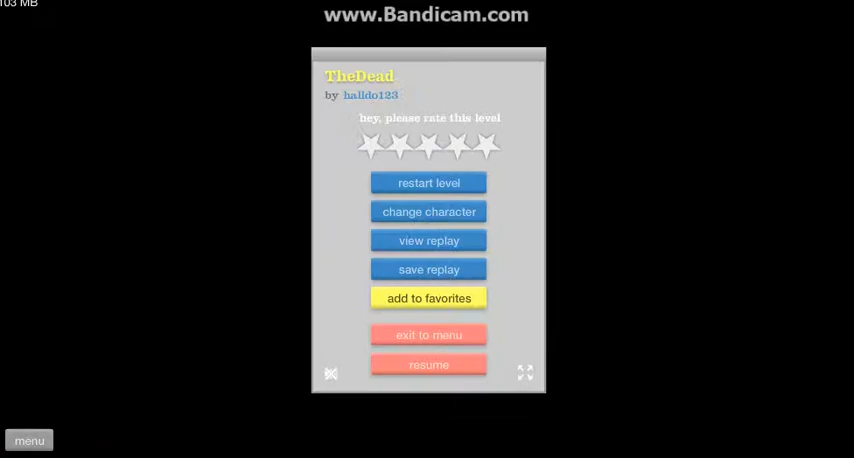 103 MB
www.Bandicam.com
TheDead
by halldo123
hey, please rate this level
restart level
change character
view replay
save replay
add to favorites
exit to menu
resume
menu